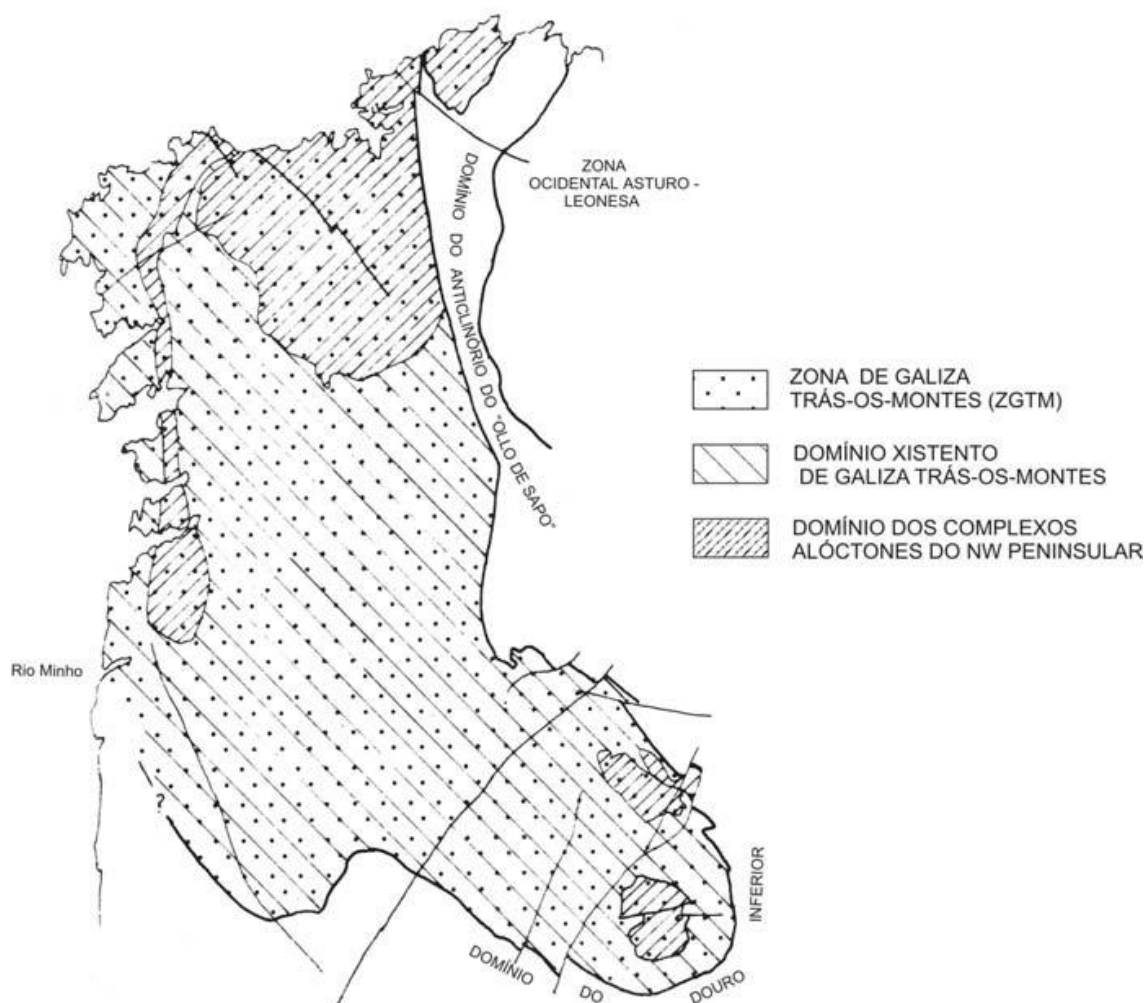 ZONA
OCIDENTAL ASTURO -
LEONESA
DOMÍNIO DO ANTICLINÓRIO DO "OLLO DE SAPO"
ZONA DE GALIZA
TRÁS-OS-MONTES (ZGTM)
DOMÍNIO XISTENTO
DE GALIZA TRÁS-OS-MONTES
DOMÍNIO DOS COMPLEXOS
ALÓCTONES DO NW PENINSULAR
Rio Minho
?
DOMÍNIO DO DOURO INFERIOR